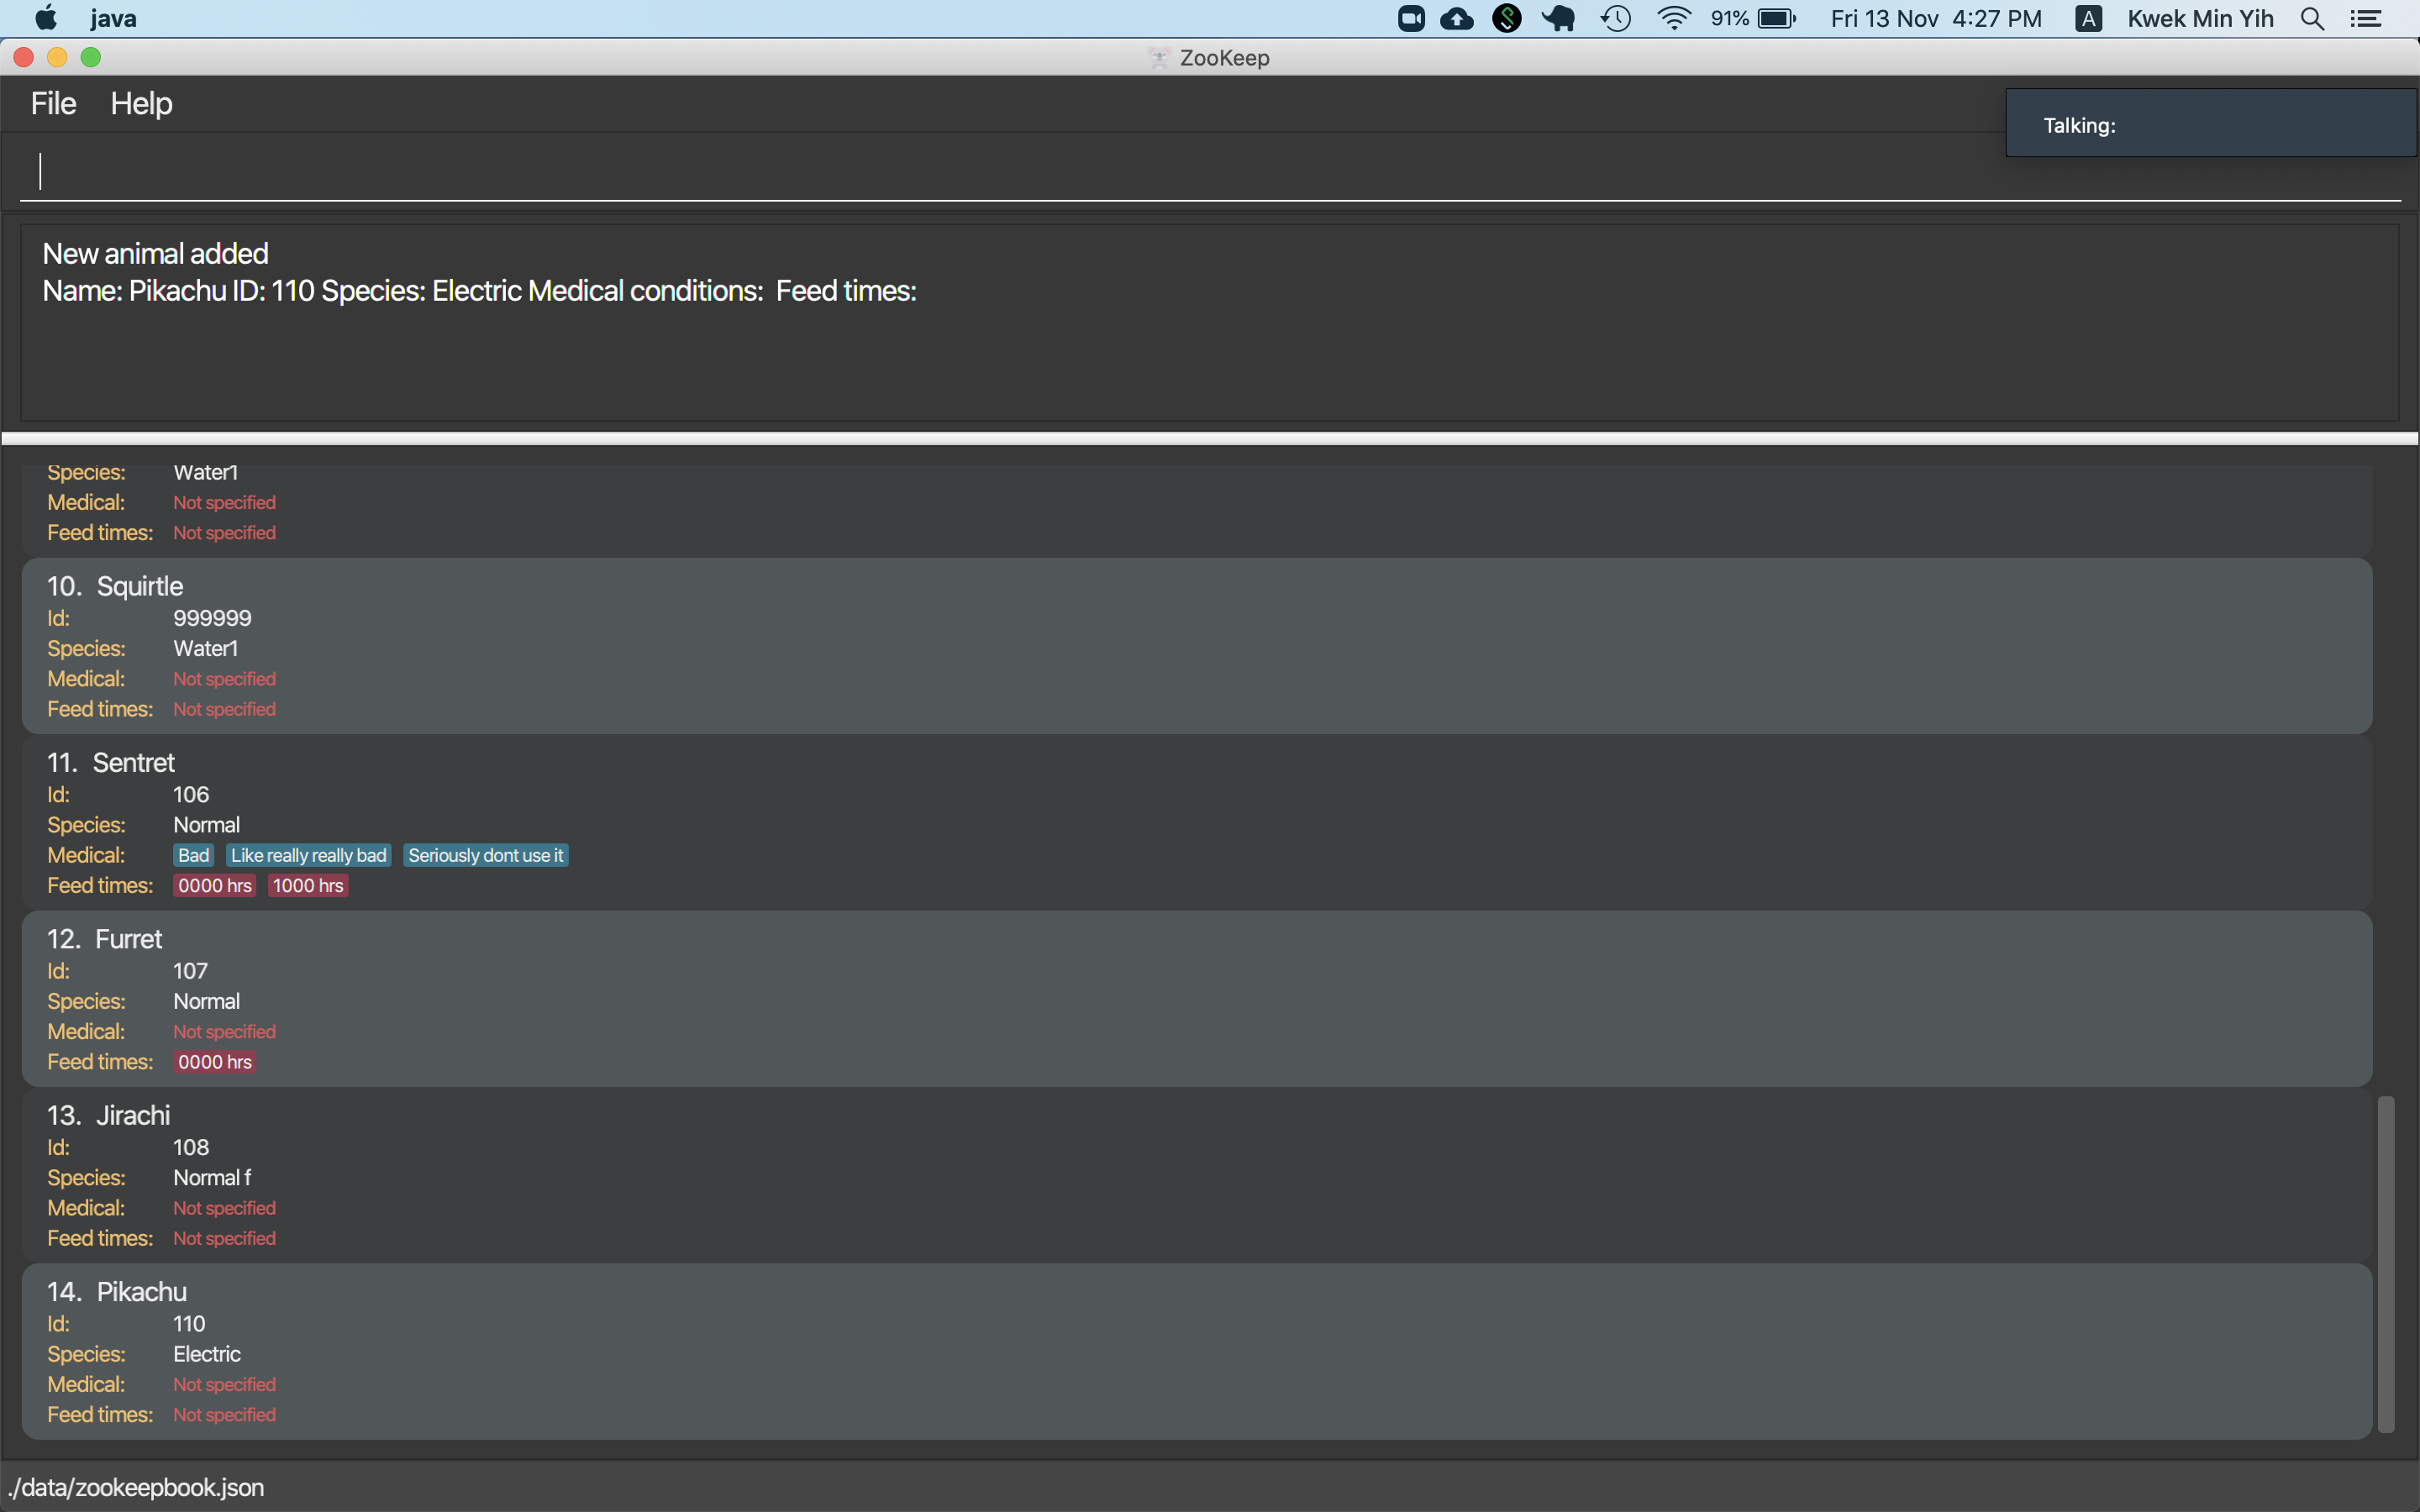 java
91%
Fri 13 Nov 4:27 PM
A
Kwek Min Yih
ZooKeep
File Help
Talking:
New animal added
Name: Pikachu ID: 110 Species: Electric Medical conditions: Feed times:
Species: Water1
Medical: Not specified
Feed times: Not specified
10. Squirtle
Id: 999999
Species: Water1
Medical: Not specified
Feed times: Not specified
11. Sentret
Id: 106
Species: Normal
Medical: Bad Like really really bad Seriously dont use it
Feed times: 0000 hrs 1000 hrs
12. Furret
Id: 107
Species: Normal
Medical: Not specified
Feed times: 0000 hrs
13. Jirachi
Id: 108
Species: Normal f
Medical: Not specified
Feed times: Not specified
14. Pikachu
Id: 110
Species: Electric
Medical: Not specified
Feed times: Not specified
./data/zookeepbook.json